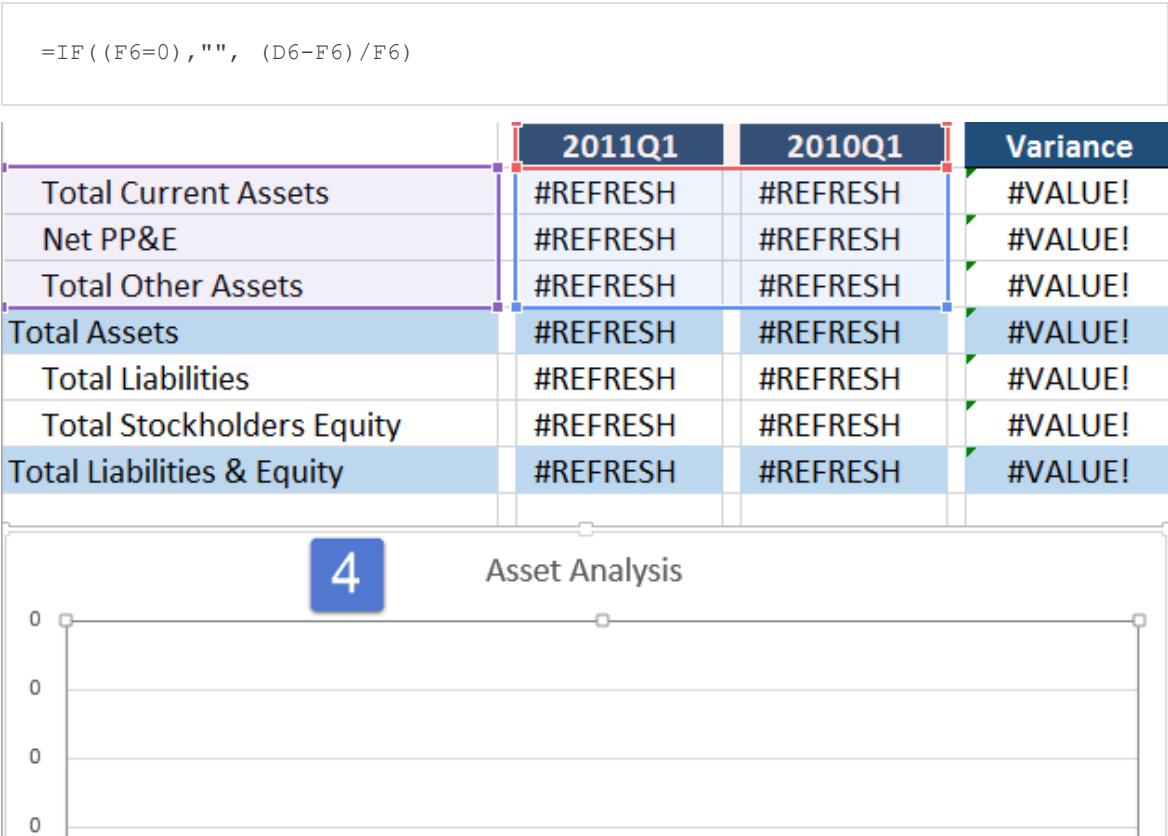 =IF((F6=0),"", (D6-F6)/F6)
2011Q1 2010Q1 Variance
Total Current Assets #REFRESH #REFRESH #VALUE!
Net PP&E #REFRESH #REFRESH #VALUE!
Total Other Assets #REFRESH #REFRESH #VALUE!
Total Assets #REFRESH #REFRESH #VALUE!
Total Liabilities #REFRESH #REFRESH #VALUE!
Total Stockholders Equity #REFRESH #REFRESH #VALUE!
Total Liabilities & Equity #REFRESH #REFRESH #VALUE!
4 Asset Analysis
0
0
0
0